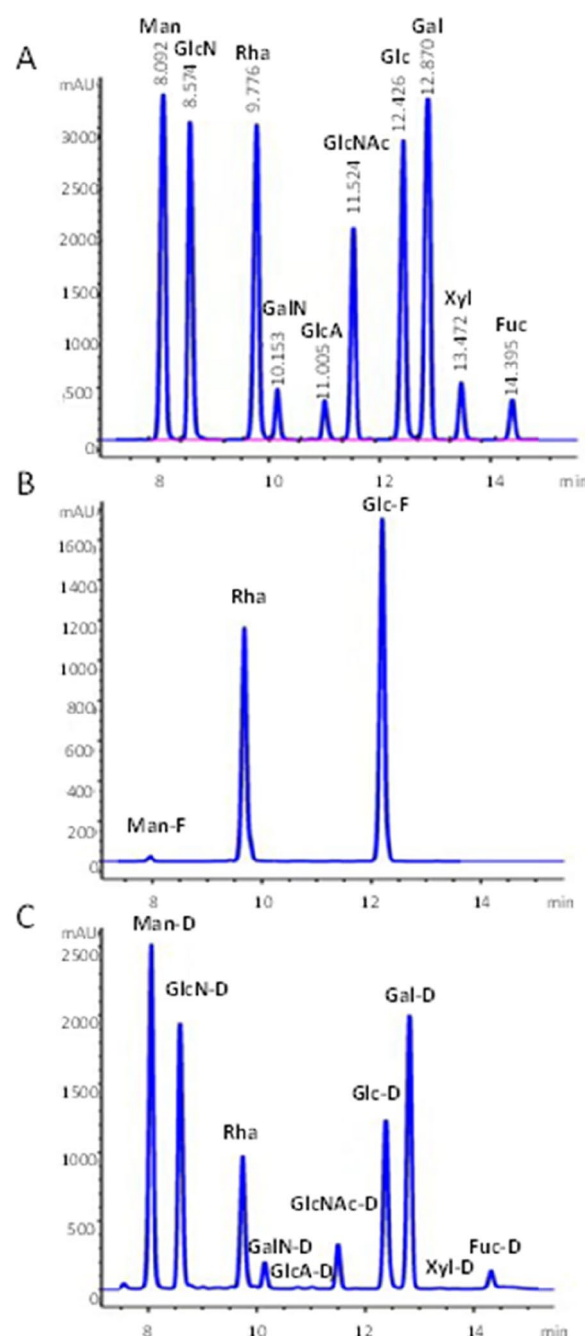 A
Man
GlcN
Rha
GalN
GlcA
GlcNAc
Glc
Gal
Xyl
Fuc
8.092
8.574
9.776
10.153
11.005
11.524
12.426
12.870
13.472
14.395
mAU
3000
2500
2000
1500
1000
500
0
8
10
12
14
min
B
mAU
1600
1400
1200
1000
800
600
400
200
0
Man-F
Rha
Glc-F
8
10
12
14
min
C
mAU
2500
2000
1500
1000
500
0
Man-D
GlcN-D
Rha
GalN-D
GlcA-D
GlcNAc-D
Glc-D
Gal-D
Xyl-D
Fuc-D
8
10
12
14
min